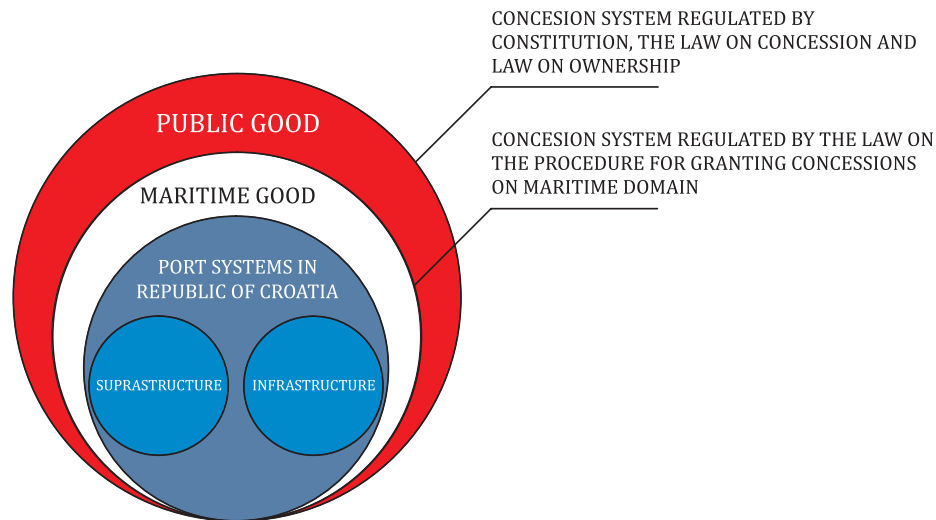 CONCESION SYSTEM REGULATED BY
CONSTITUTION, THE LAW ON CONCESSION AND
LAW ON OWNERSHIP
PUBLIC GOOD
CONCESION SYSTEM REGULATED BY THE LAW ON
THE PROCEDURE FOR GRANTING CONCESSIONS
ON MARITIME DOMAIN
MARITIME GOOD
PORT SYSTEMS IN
REPUBLIC OF CROATIA
SUPRASTRUCTURE
INFRASTRUCTURE